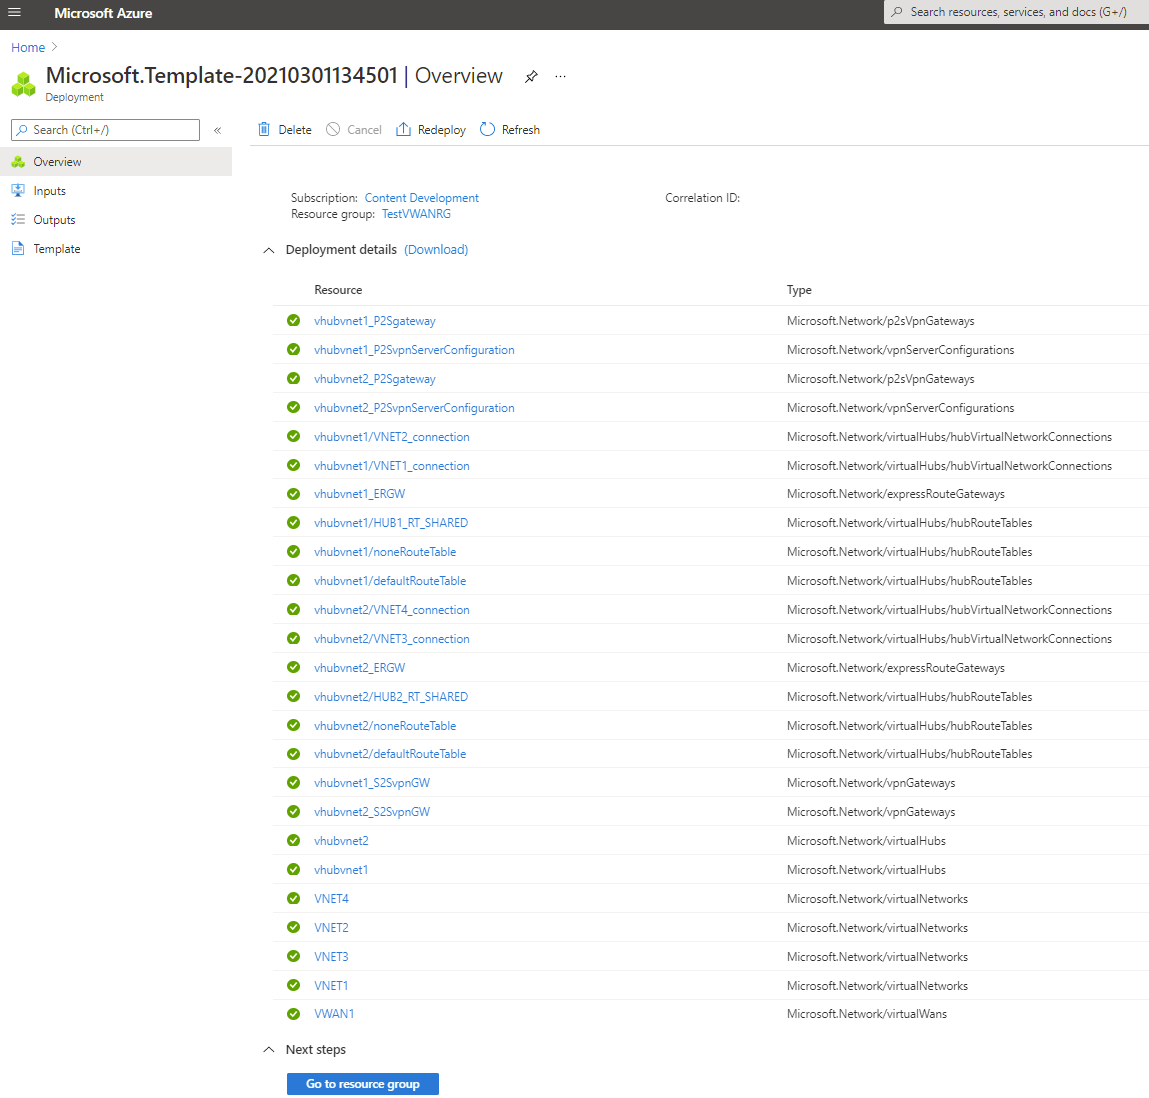 Microsoft Azure
Search resources, services, and docs (G+/)
Home
Microsoft.Template-20210301134501 | Overview
Deployment
Search (Ctrl+/)
Delete Cancel Redeploy Refresh
Overview
Inputs
Outputs
Template
Subscription: Content Development
Correlation ID:
Resource group: TestVWANRG
Deployment details (Download)
Resource Type
vhubvnet1_P2Sgateway Microsoft.Network/p2sVpnGateways
vhubvnet1_P2SvpnServerConfiguration Microsoft.Network/vpnServerConfigurations
vhubvnet2_P2Sgateway Microsoft.Network/p2sVpnGateways
vhubvnet2_P2SvpnServerConfiguration Microsoft.Network/vpnServerConfigurations
vhubvnet1/VNET2_connection Microsoft.Network/virtualHubs/hubVirtualNetworkConnections
vhubvnet1/VNET1_connection Microsoft.Network/virtualHubs/hubVirtualNetworkConnections
vhubvnet1_ERGW Microsoft.Network/expressRouteGateways
vhubvnet1/HUB1_RT_SHARED Microsoft.Network/virtualHubs/hubRouteTables
vhubvnet1/noneRouteTable Microsoft.Network/virtualHubs/hubRouteTables
vhubvnet1/defaultRouteTable Microsoft.Network/virtualHubs/hubRouteTables
vhubvnet2/VNET4_connection Microsoft.Network/virtualHubs/hubVirtualNetworkConnections
vhubvnet2/VNET3_connection Microsoft.Network/virtualHubs/hubVirtualNetworkConnections
vhubvnet2_ERGW Microsoft.Network/expressRouteGateways
vhubvnet2/HUB2_RT_SHARED Microsoft.Network/virtualHubs/hubRouteTables
vhubvnet2/noneRouteTable Microsoft.Network/virtualHubs/hubRouteTables
vhubvnet2/defaultRouteTable Microsoft.Network/virtualHubs/hubRouteTables
vhubvnet1_S2SvpnGW Microsoft.Network/vpnGateways
vhubvnet2_S2SvpnGW Microsoft.Network/vpnGateways
vhubvnet2 Microsoft.Network/virtualHubs
vhubvnet1 Microsoft.Network/virtualHubs
VNET4 Microsoft.Network/virtualNetworks
VNET2 Microsoft.Network/virtualNetworks
VNET3 Microsoft.Network/virtualNetworks
VNET1 Microsoft.Network/virtualNetworks
VWAN1 Microsoft.Network/virtualWans
Next steps
Go to resource group